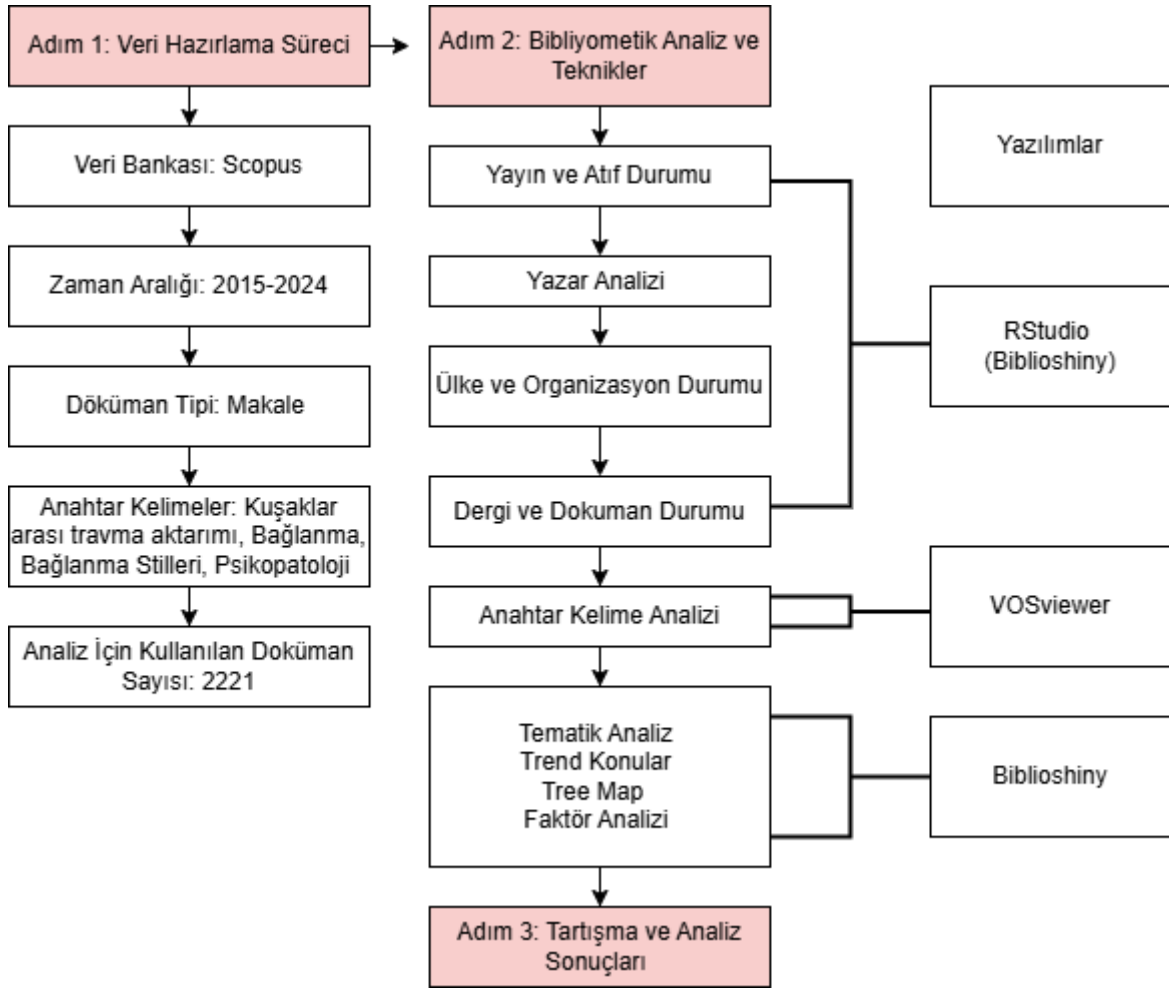 Adım 1: Veri Hazırlama Süreci
Veri Bankası: Scopus
Zaman Aralığı: 2015-2024
Döküman Tipi: Makale
Anahtar Kelimeler: Kuşaklar
arası travma aktarımı, Bağlanma,
Bağlanma Stilleri, Psikopatoloji
Analiz İçin Kullanılan Doküman
Sayısı: 2221
Adım 2: Bibliyometik Analiz ve
Teknikler
Yayın ve Atıf Durumu
Yazar Analizi
Ülke ve Organizasyon Durumu
Dergi ve Dokuman Durumu
Anahtar Kelime Analizi
Tematik Analiz
Trend Konular
Tree Map
Faktör Analizi
Adım 3: Tartışma ve Analiz
Sonuçları
Yazılımlar
RStudio
(Biblioshiny)
VOSviewer
Biblioshiny